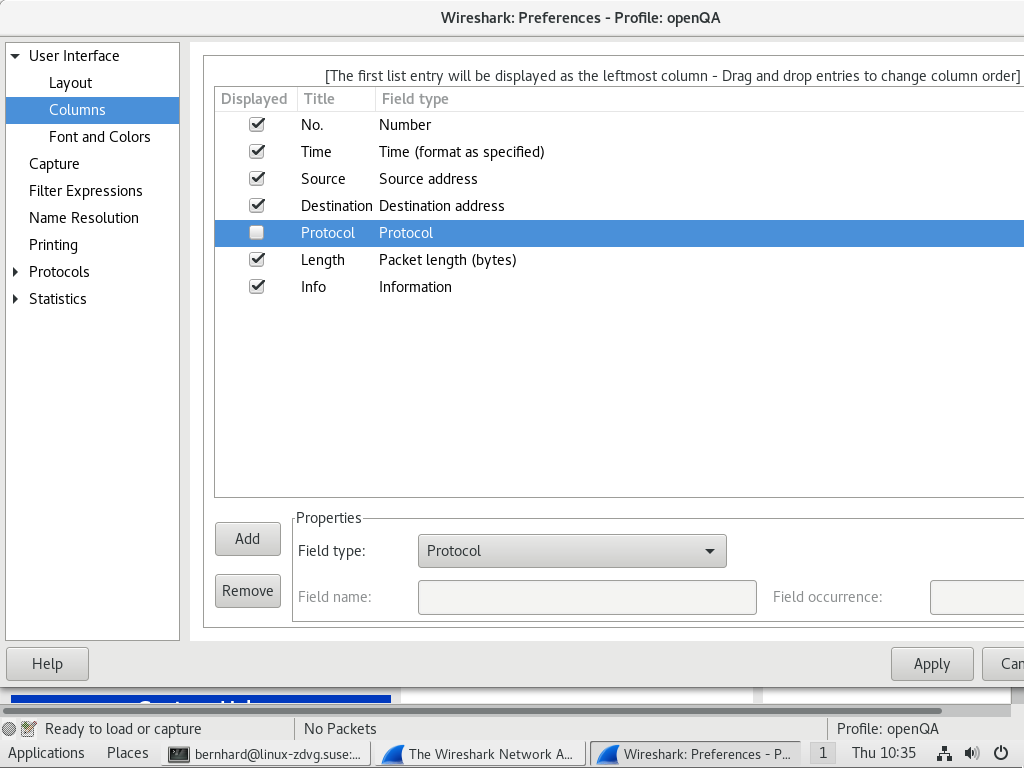 Wireshark: Preferences - Profile: openQA
User Interface
Layout
Columns
Font and Colors
Capture
Filter Expressions
Name Resolution
Printing
Protocols
Statistics
[The first list entry will be displayed as the leftmost column - Drag and drop entries to change column order]
Displayed Title Field type
No. Number
Time Time (format as specified)
Source Source address
Destination Destination address
Protocol Protocol
Length Packet length (bytes)
Info Information
Add
Remove
Properties
Field type: Protocol
Field name: Field occurrence:
Help Apply Can
Ready to load or capture No Packets Profile: openQA
Applications Places bernhard@linux-zdvg.suse:... The Wireshark Network A... Wireshark: Preferences - P... 1 Thu 10:35